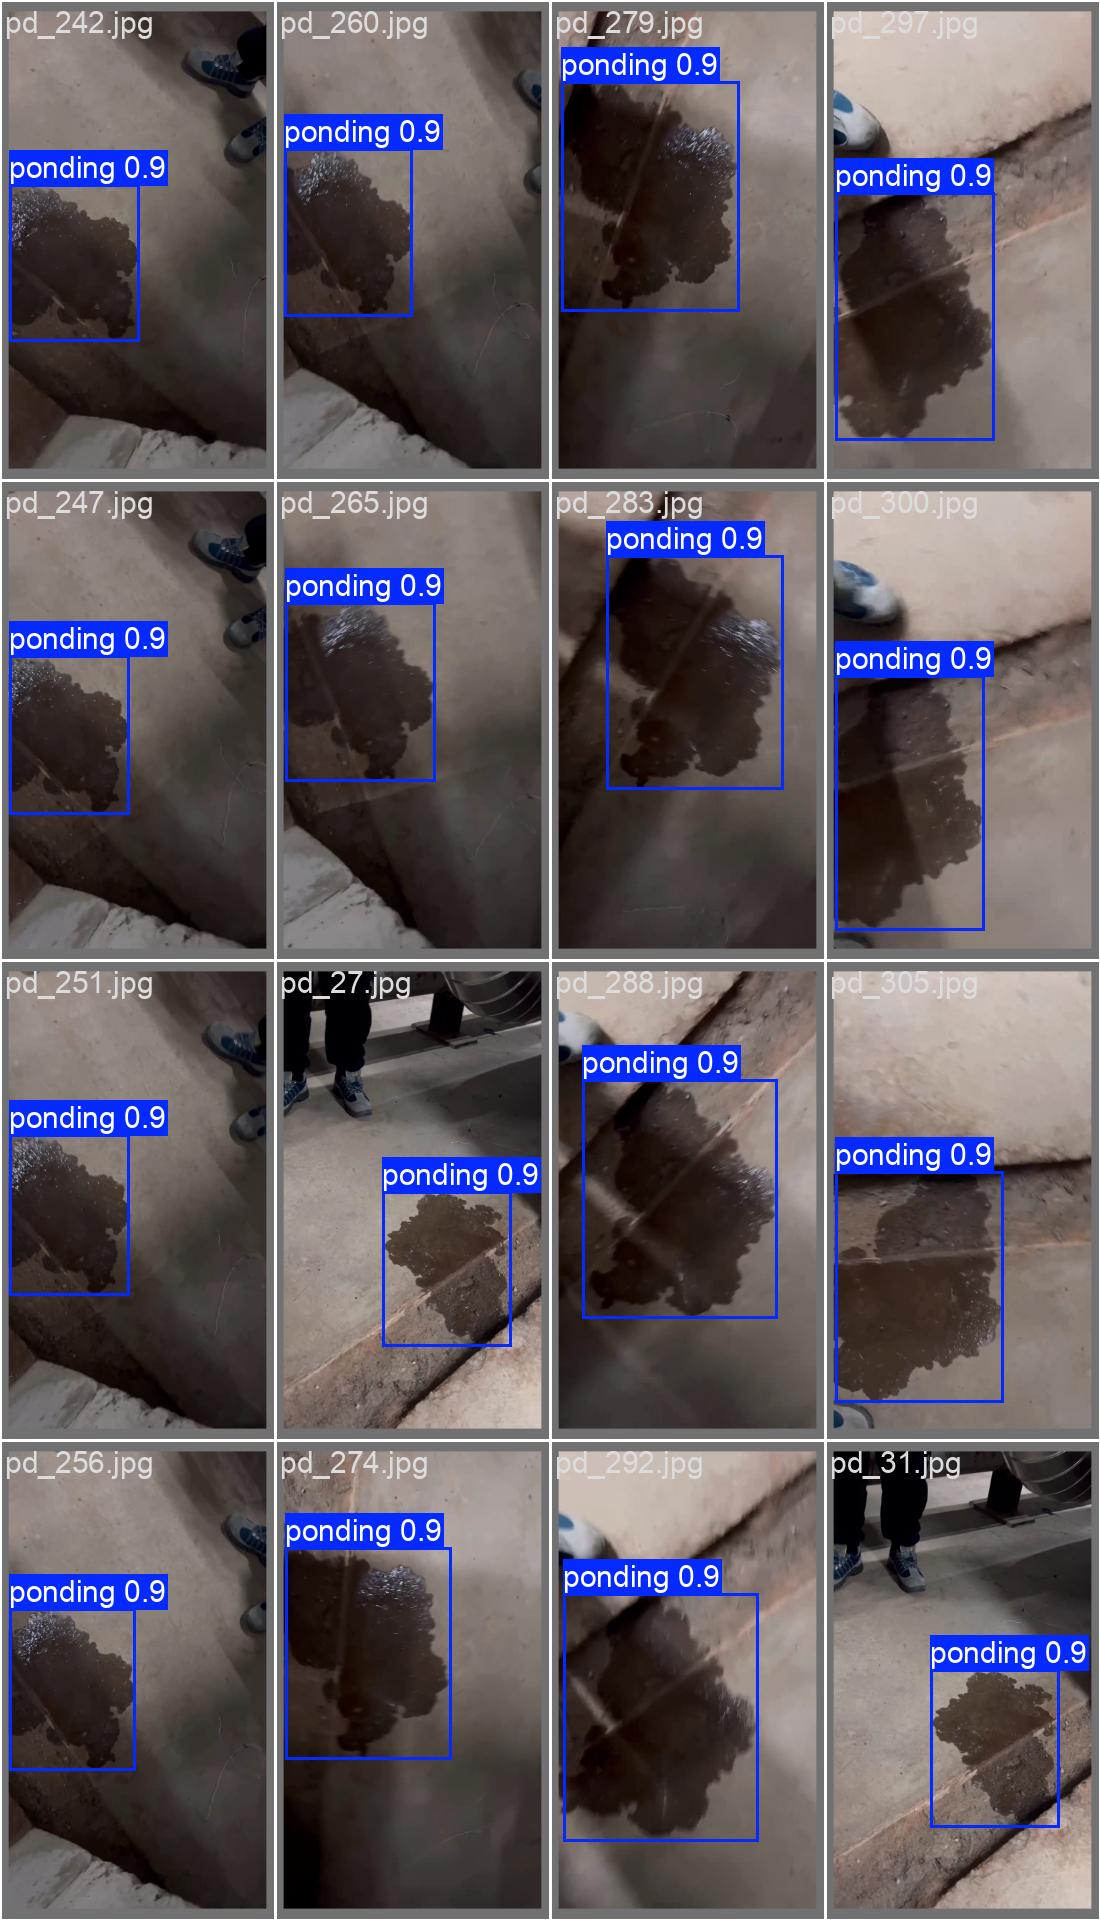 pd_242.jpg
ponding 0.9
pd_260.jpg
ponding 0.9
pd_279.jpg
ponding 0.9
pd_297.jpg
ponding 0.9
pd_247.jpg
ponding 0.9
pd_265.jpg
ponding 0.9
pd_283.jpg
ponding 0.9
pd_300.jpg
ponding 0.9
pd_251.jpg
ponding 0.9
pd_27.jpg
ponding 0.9
pd_288.jpg
ponding 0.9
pd_305.jpg
ponding 0.9
pd_256.jpg
ponding 0.9
pd_274.jpg
ponding 0.9
pd_292.jpg
ponding 0.9
pd_31.jpg
ponding 0.9